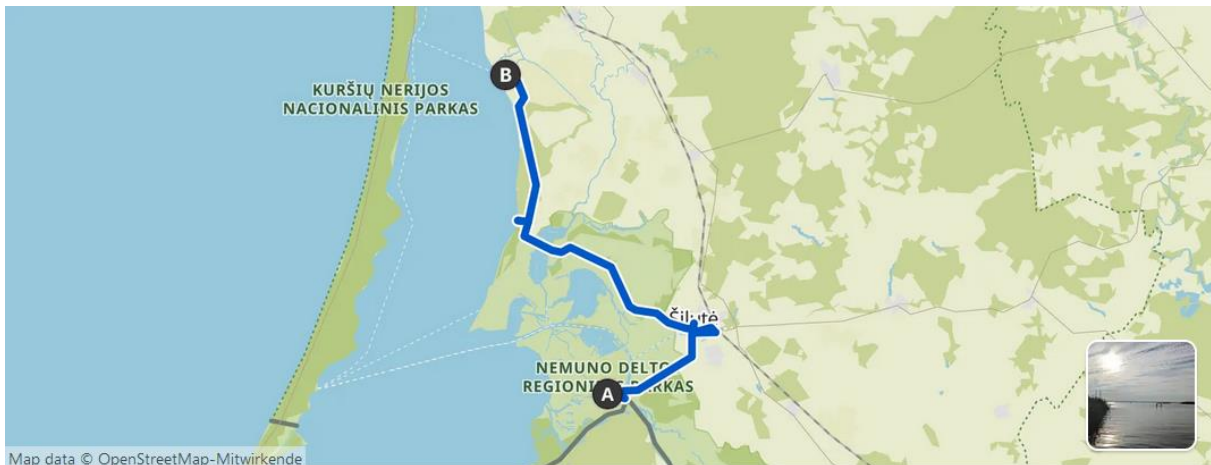 B
KURŠIŲ NERIJOS
NACIONALINIS PARKAS
Šilutė
NEMUNO DELTOS
REGIONINIS PARKAS
A
Map data © OpenStreetMap-Mitwirkende